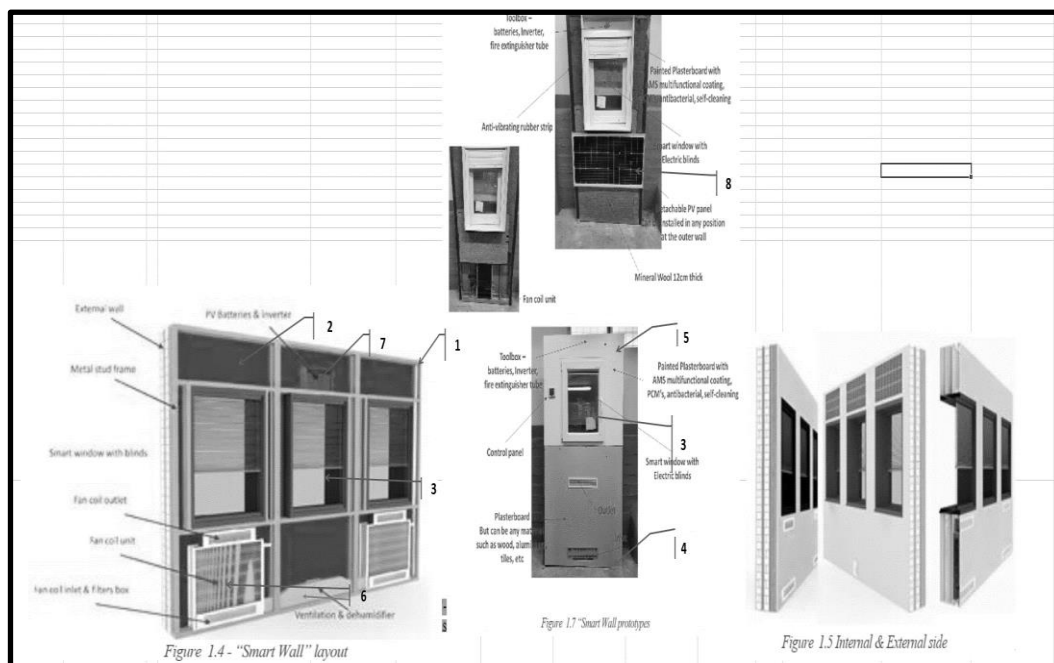 Toolbox –
batteries, Inverter,
fire extinguisher tube
Painted Plasterboard with
AMS multifunctional coating,
antibacterial, self-cleaning
Anti-vibrating rubber strip
Smart window with
Electric blinds
8
Detachable PV panel
installed in any position
at the outer wall
Mineral Wool 12cm thick
Fan coil unit
External wall
PV Batteries & inverter
2
7
1
Metal stud frame
Smart window with blinds
3
Fan coil outlet
Fan coil unit
6
Fan coil inlet & filters box
Ventilation & dehumidifier
Figure 1.4 - “Smart Wall” layout
5
Toolbox –
batteries, Inverter,
fire extinguisher tube
Painted Plasterboard with
AMS multifunctional coating,
PCM's, antibacterial, self-cleaning
3
Control panel
Smart window with
Electric blinds
Outlet
Plasterboard
But can be any
such as wood,
tiles, etc
4
Figure 1.7 “Smart Wall prototypes
Figure 1.5 Internal & External side